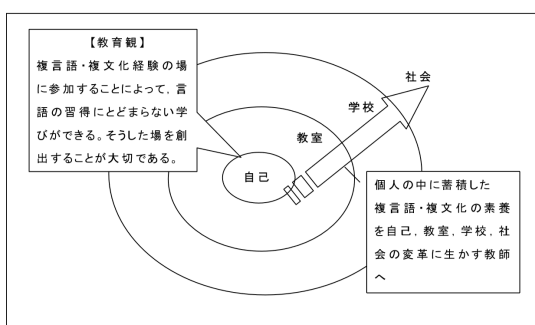 【教育観】
複言語・複文化経験の場
に参加することによって，言
語の習得にとどまらない学
びができる。そうした場を創
出することが大切である。
社会
学校
教室
自己
個人の中に蓄積した
複言語・複文化の素養
を自己，教室，学校，社
会の変革に生かす教師
へ